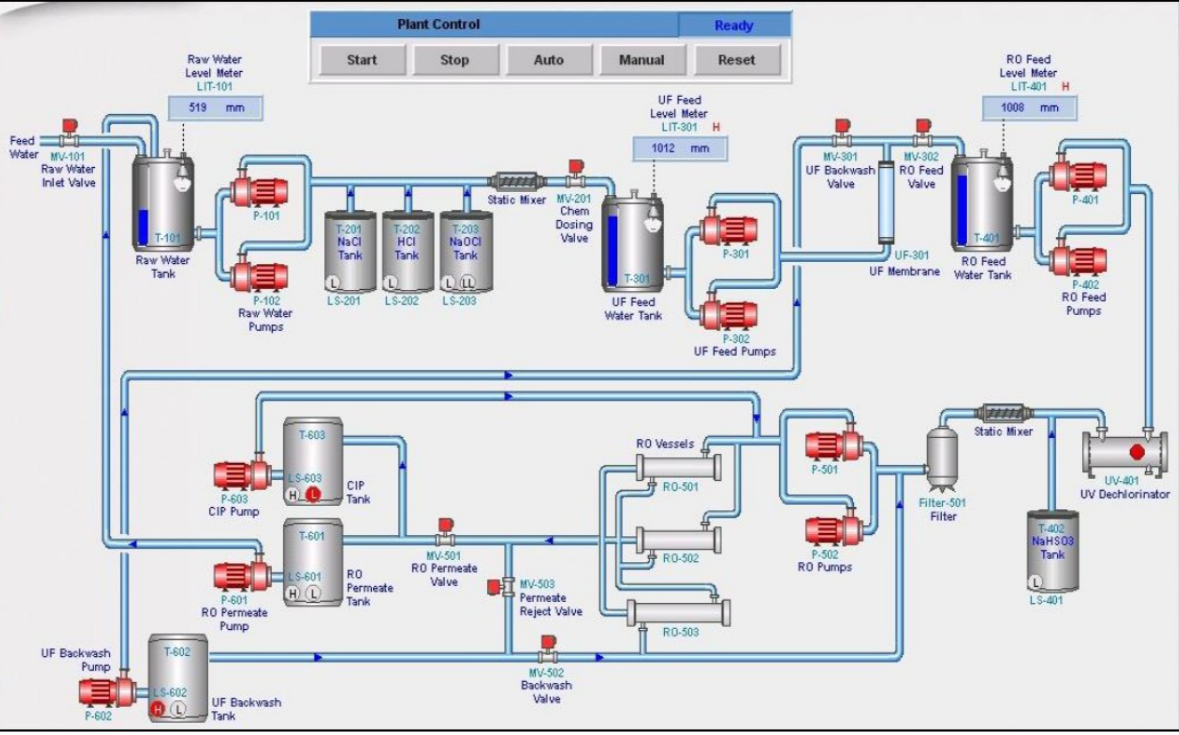 Plant Control
Ready
Start
Stop
Auto
Manual
Reset
Raw Water
Level Meter
LIT-101
519 mm
Feed
Water
MV-101
Raw Water
Inlet Valve
T-101
Raw Water
Tank
P-101
P-102
Raw Water
Pumps
T-201
NaCl
Tank
L
LS-201
T-202
HCl
Tank
L
LS-202
T-203
NaOCl
Tank
L LL
LS-203
Static Mixer
MV-201
Chem
Dosing
Valve
UF Feed
Level Meter
LIT-301 H
1012 mm
T-301
UF Feed
Water Tank
P-301
P-302
UF Feed Pumps
MV-301
UF Backwash
Valve
MV-302
RO Feed
Valve
UF-301
UF Membrane
RO Feed
Level Meter
LIT-401 H
1008 mm
T-401
RO Feed
Water Tank
P-401
P-402
RO Feed
Pumps
T-603
LS-603
H L
CIP
Tank
P-603
CIP Pump
T-601
LS-601
H L
RO
Permeate
Tank
P-601
RO Permeate
Pump
MV-501
RO Permeate
Valve
MV-503
Permeate
Reject Valve
RO Vessels
RO-501
RO-502
RO-503
P-501
P-502
RO Pumps
Filter-501
Filter
Static Mixer
UV-401
UV Dechlorinator
T-402
NaHSO3
Tank
L
LS-401
UF Backwash
Pump
P-602
T-602
LS-602
H L
UF Backwash
Tank
MV-502
Backwash
Valve